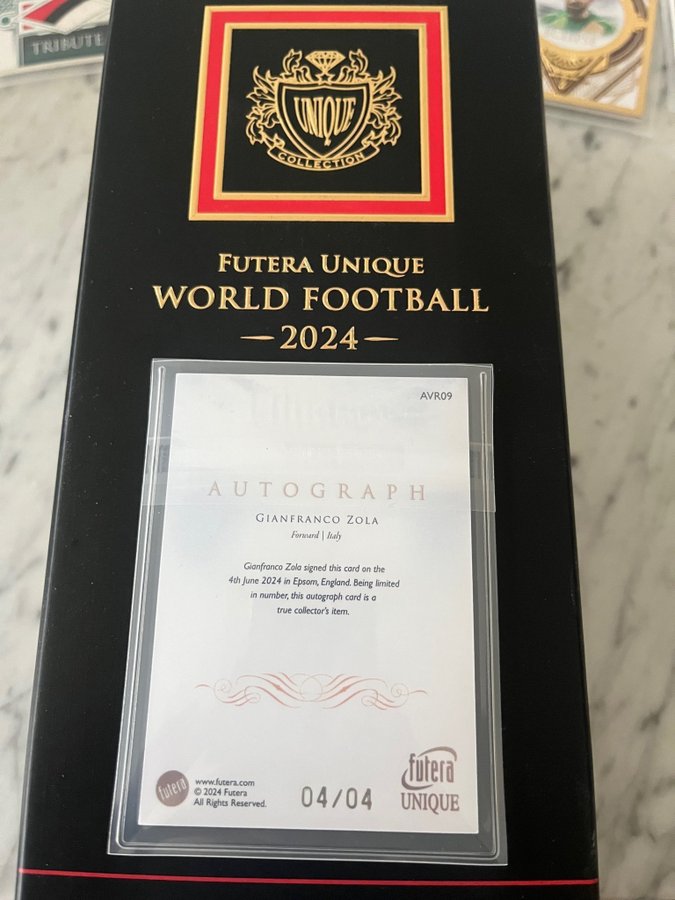 TRIBUTE
UNIQUE
COLLECTION
FUTERA UNIQUE
WORLD FOOTBALL
—2024—
AVR09
AUTOGRAPH
GIANFRANCO ZOLA
Forward | Italy
Gianfranco Zola signed this card on the
4th June 2024 in Epsom, England. Being limited
in number, this autograph card is a
true collector's item.
futera
www.futera.com
© 2024 Futera
All Rights Reserved.
04/04
futera
UNIQUE